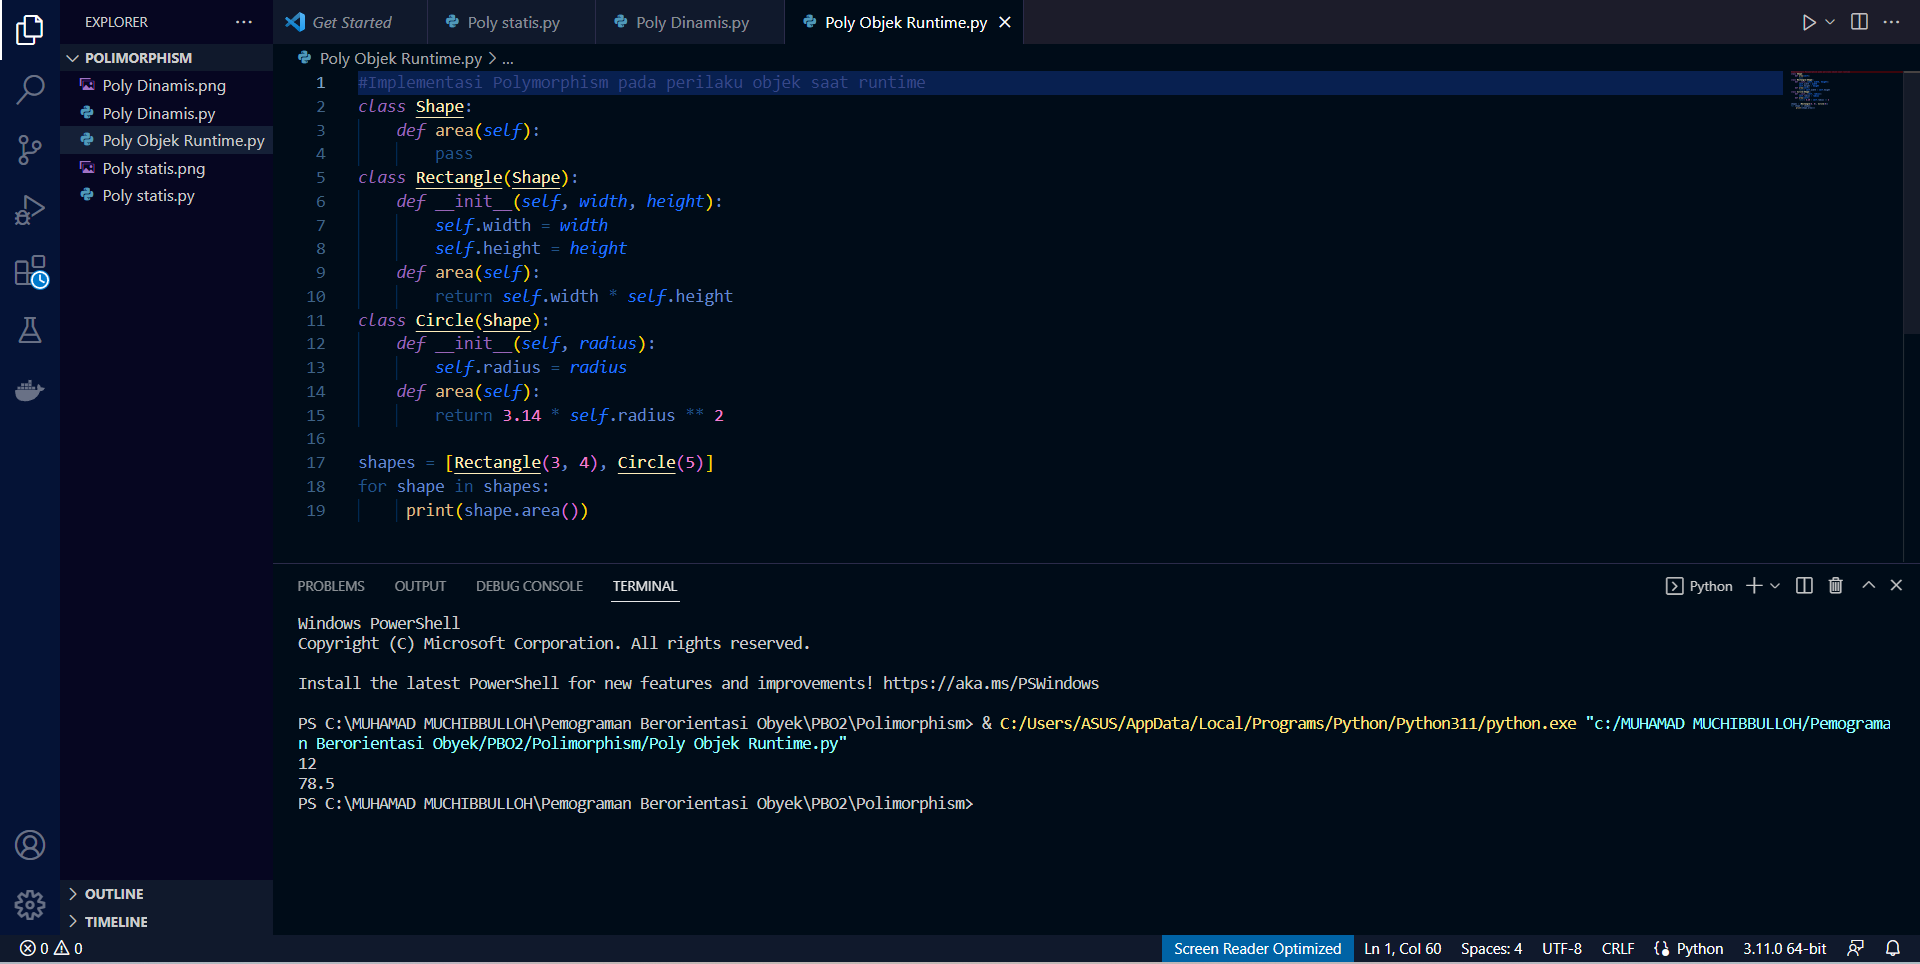 EXPLORER
Get Started
Poly statis.py
Poly Dinamis.py
Poly Objek Runtime.py
POLIMORPHISM
Poly Dinamis.png
Poly Dinamis.py
Poly Objek Runtime.py
Poly statis.png
Poly statis.py
OUTLINE
TIMELINE
Poly Objek Runtime.py > ...
1 #Implementasi Polymorphism pada perilaku objek saat runtime
2 class Shape:
3     def area(self):
4         pass
5 class Rectangle(Shape):
6     def __init__(self, width, height):
7         self.width = width
8         self.height = height
9     def area(self):
10         return self.width * self.height
11 class Circle(Shape):
12     def __init__(self, radius):
13         self.radius = radius
14     def area(self):
15         return 3.14 * self.radius ** 2
16
17 shapes = [Rectangle(3, 4), Circle(5)]
18 for shape in shapes:
19      print(shape.area())
PROBLEMS OUTPUT DEBUG CONSOLE TERMINAL
Python
Windows PowerShell
Copyright (C) Microsoft Corporation. All rights reserved.
Install the latest PowerShell for new features and improvements! https://aka.ms/PSWindows
PS C:\MUHAMAD MUCHIBBULLOH\Pemograman Berorientasi Obyek\PBO2\Polimorphism> & C:/Users/ASUS/AppData/Local/Programs/Python/Python311/python.exe "c:/MUHAMAD MUCHIBBULLOH/Pemograma
n Berorientasi Obyek/PBO2/Polimorphism/Poly Objek Runtime.py"
12
78.5
PS C:\MUHAMAD MUCHIBBULLOH\Pemograman Berorientasi Obyek\PBO2\Polimorphism>
0 0
Screen Reader Optimized
Ln 1, Col 60
Spaces: 4
UTF-8
CRLF
Python
3.11.0 64-bit